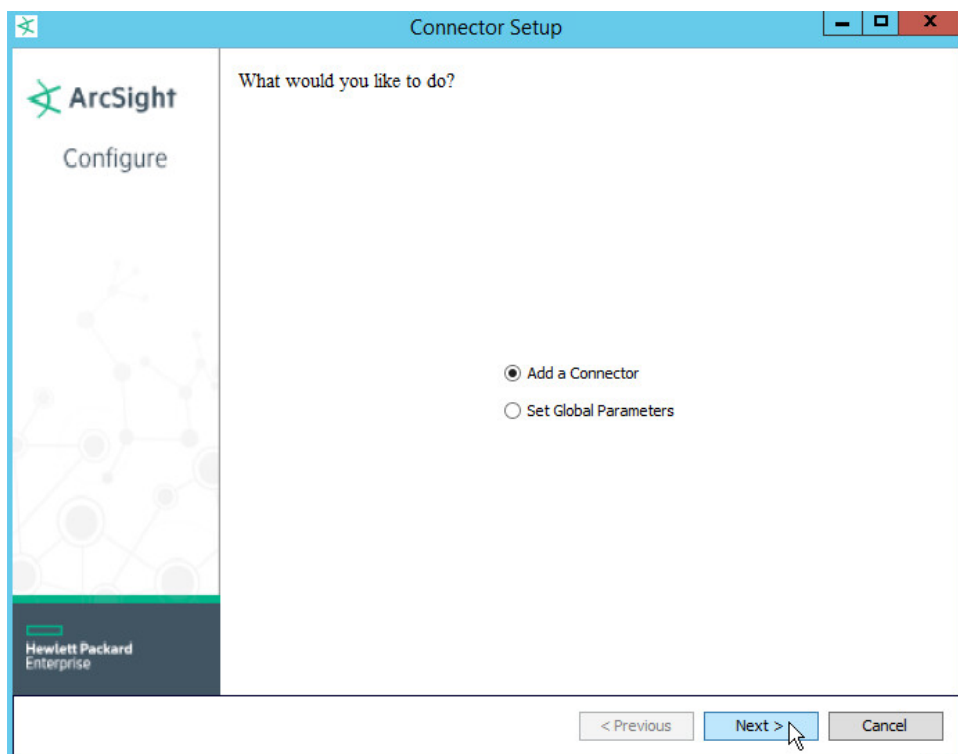 Connector Setup
ArcSight
Configure
What would you like to do?
Add a Connector
Set Global Parameters
Hewlett Packard
Enterprise
< Previous
Next >
Cancel